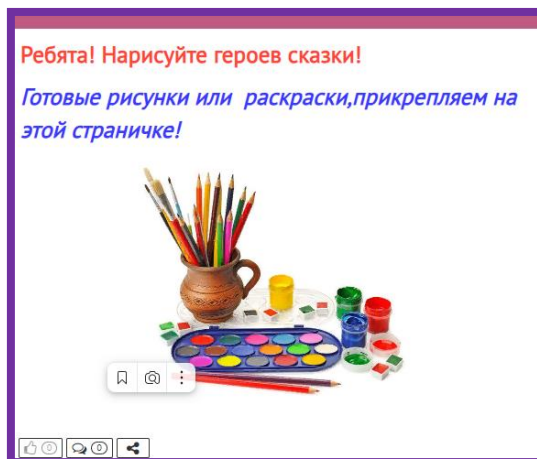 Ребята! Нарисуйте героев сказки!
Готовые рисунки или раскраски,прикрепляем на
этой страничке!
0 0